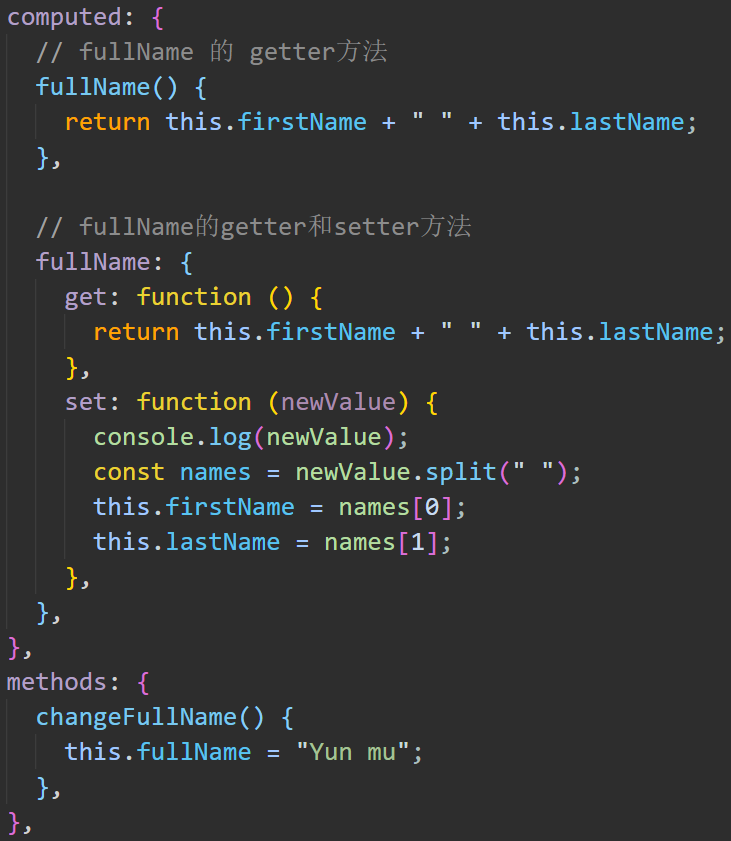 computed: {
  // fullName 的 getter方法
  fullName() {
    return this.firstName + " " + this.lastName;
  },

  // fullName的getter和setter方法
  fullName: {
    get: function () {
      return this.firstName + " " + this.lastName;
    },
    set: function (newValue) {
      console.log(newValue);
      const names = newValue.split(" ");
      this.firstName = names[0];
      this.lastName = names[1];
    },
  },
},
methods: {
  changeFullName() {
    this.fullName = "Yun mu";
  },
},